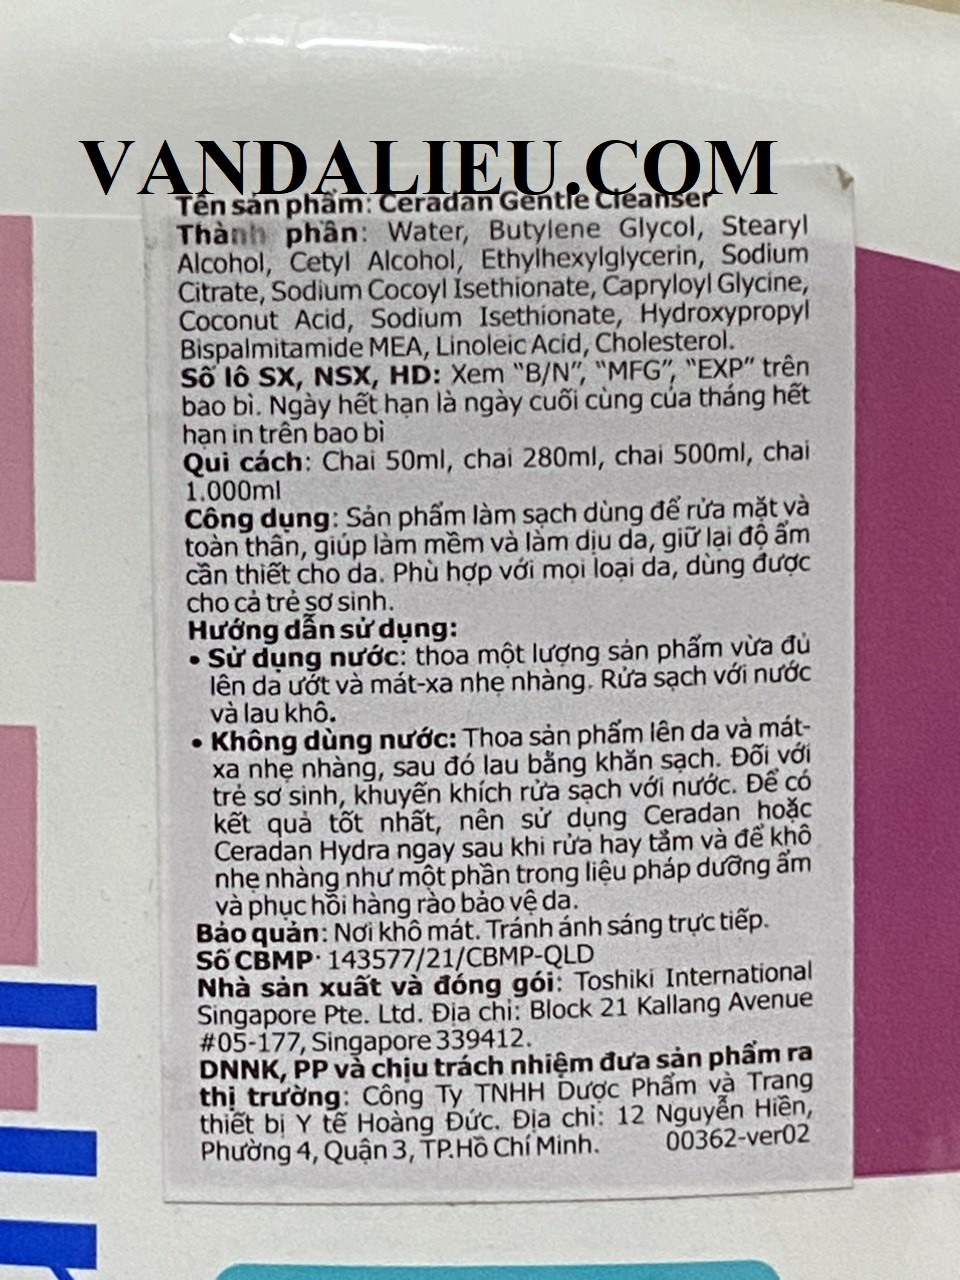 VANDALIEU.COM
Tên sản phẩm: Ceradan Gentle Cleanser
Thành phần: Water, Butylene Glycol, Stearyl
Alcohol, Cetyl Alcohol, Ethylhexylglycerin, Sodium
Citrate, Sodium Cocoyl Isethionate, Capryloyl Glycine,
Coconut Acid, Sodium Isethionate, Hydroxypropyl
Bispalmitamide MEA, Linoleic Acid, Cholesterol.
Số lô SX, NSX, HD: Xem “B/N”, “MFG”, “EXP” trên
bao bì. Ngày hết hạn là ngày cuối cùng của tháng hết
hạn in trên bao bì
Qui cách: Chai 50ml, chai 280ml, chai 500ml, chai
1.000ml
Công dụng: Sản phẩm làm sạch dùng để rửa mặt và
toàn thân, giúp làm mềm và làm dịu da, giữ lại độ ẩm
cần thiết cho da. Phù hợp với mọi loại da, dùng được
cho cả trẻ sơ sinh.
Hướng dẫn sử dụng:
• Sử dụng nước: thoa một lượng sản phẩm vừa đủ
lên da ướt và mát-xa nhẹ nhàng. Rửa sạch với nước
và lau khô.
• Không dùng nước: Thoa sản phẩm lên da và mát-
xa nhẹ nhàng, sau đó lau bằng khăn sạch. Đối với
trẻ sơ sinh, khuyến khích rửa sạch với nước. Để có
kết quả tốt nhất, nên sử dụng Ceradan hoặc
Ceradan Hydra ngay sau khi rửa hay tắm và để khô
nhẹ nhàng như một phần trong liệu pháp dưỡng ẩm
và phục hồi hàng rào bảo vệ da.
Bảo quản: Nơi khô mát. Tránh ánh sáng trực tiếp.
Số CBMP: 143577/21/CBMP-QLD
Nhà sản xuất và đóng gói: Toshiki International
Singapore Pte. Ltd. Địa chỉ: Block 21 Kallang Avenue
#05-177, Singapore 339412.
DNNK, PP và chịu trách nhiệm đưa sản phẩm ra
thị trường: Công Ty TNHH Dược Phẩm và Trang
thiết bị Y tế Hoàng Đức. Địa chỉ: 12 Nguyễn Hiền,
Phường 4, Quận 3, TP.Hồ Chí Minh. 00362-ver02